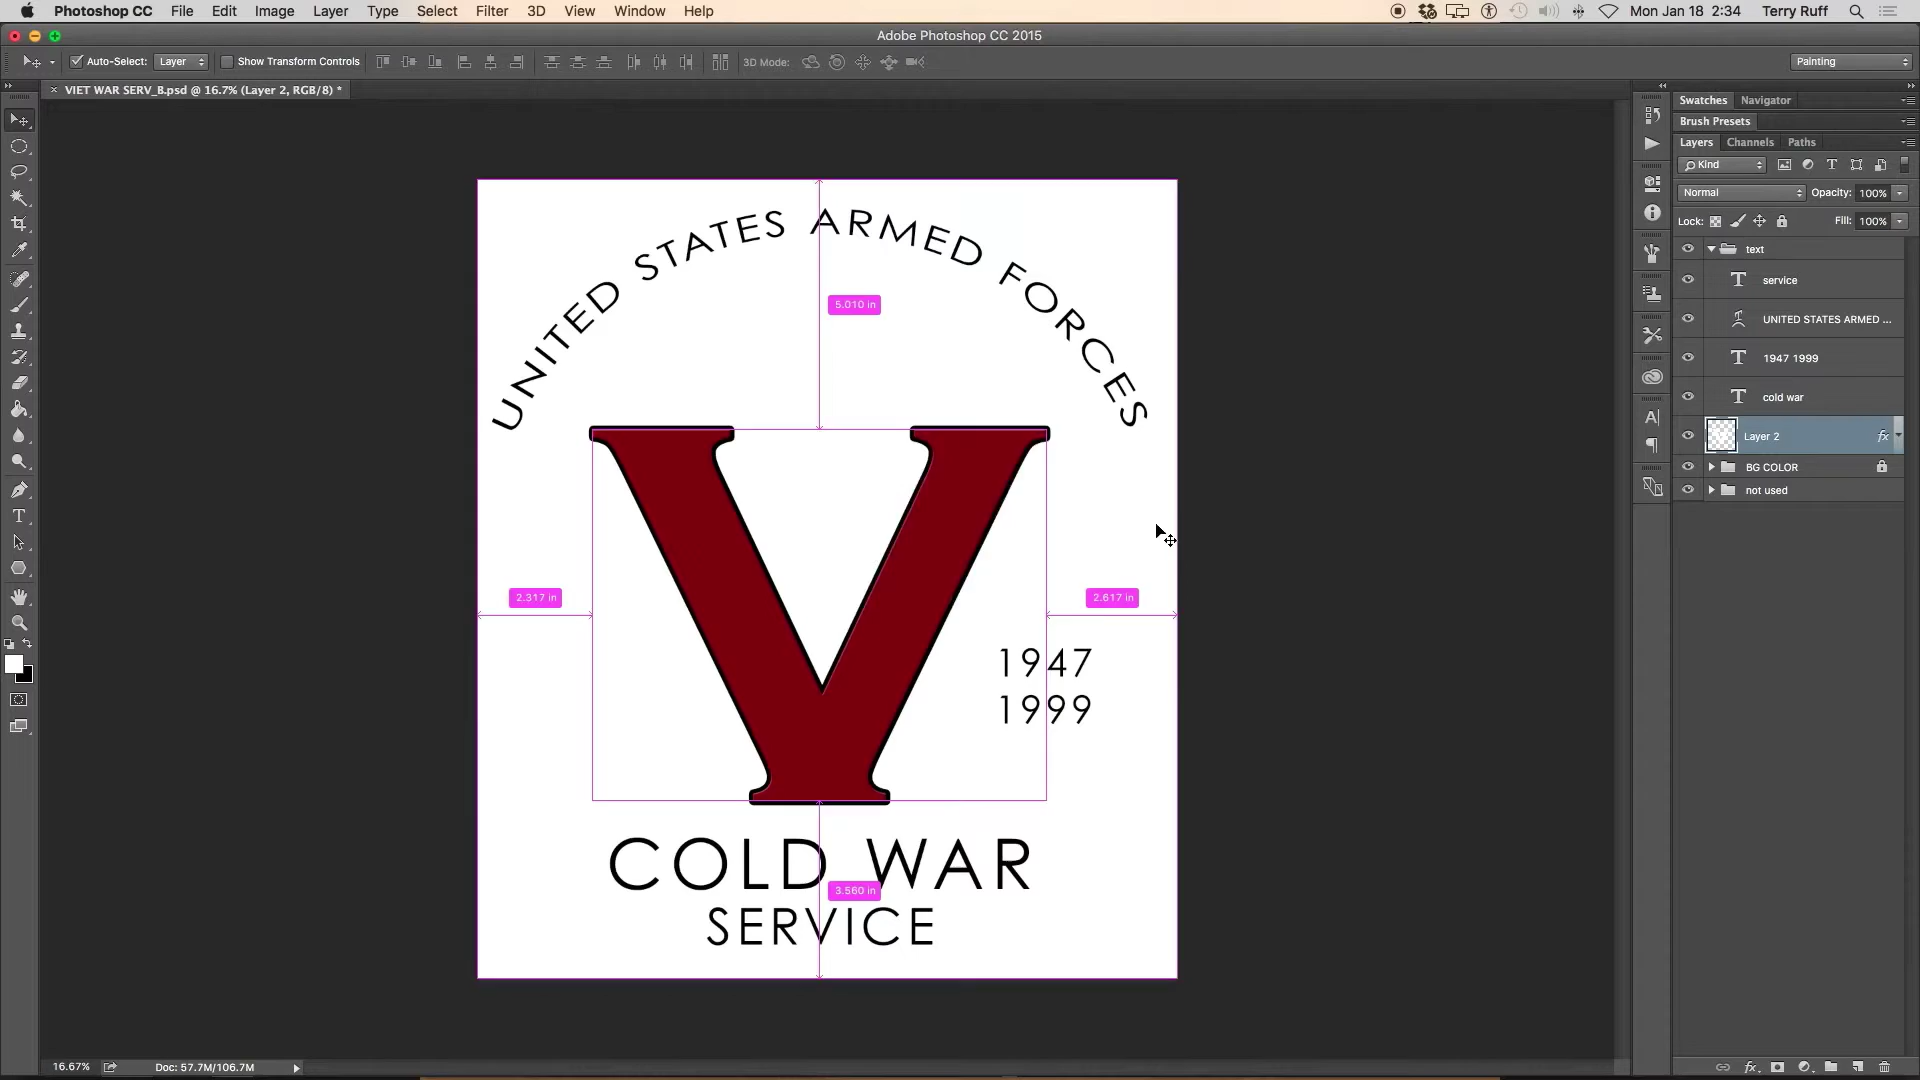 Photoshop CC File Edit Image Layer Type Select Filter 3D View Window Help Mon Jan 18 2:34 Terry Ruff
Adobe Photoshop CC 2015
Auto-Select: Layer Show Transform Controls 3D Mode: Painting
VIET WAR SERV_B.psd @ 16.7% (Layer 2, RGB/8) *
Swatches Navigator
Brush Presets
Layers Channels Paths
Kind
Normal Opacity: 100%
Lock: Fill: 100%
text
service
UNITED STATES ARMED ...
1947 1999
cold war
Layer 2 fx
BG COLOR
not used
UNITED STATES ARMED FORCES
5.010 in
V
2.317 in
2.617 in
1947
1999
COLD WAR
3.560 in
SERVICE
16.67% Doc: 57.7M/106.7M